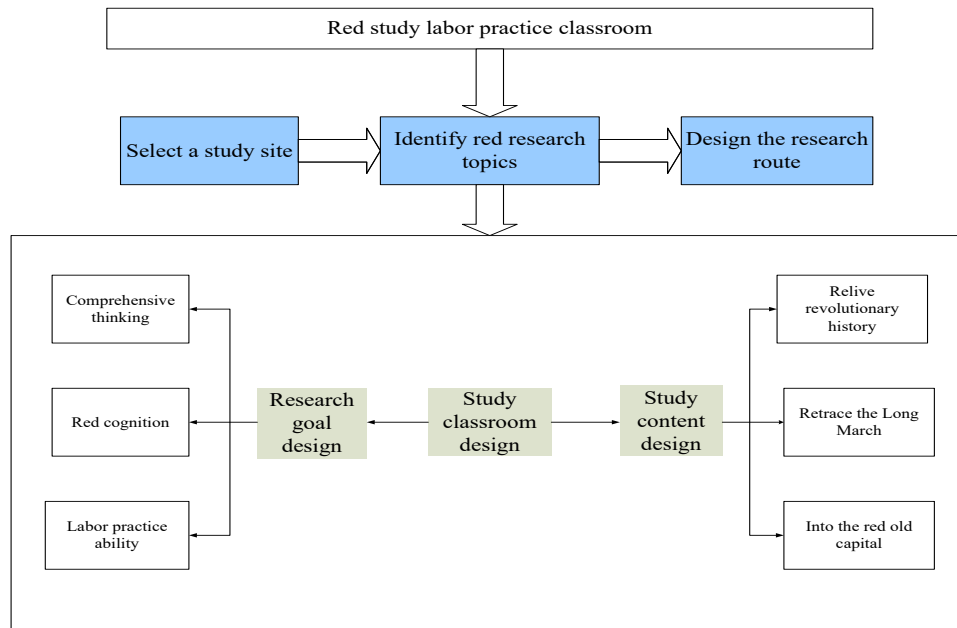 Red study labor practice classroom
Select a study site
Identify red research
topics
Design the research
route
Comprehensive
thinking
Red cognition
Labor practice
ability
Research
goal
design
Study
classroom
design
Study
content
design
Relive
revolutionary
history
Retrace the Long
March
Into the red old
capital